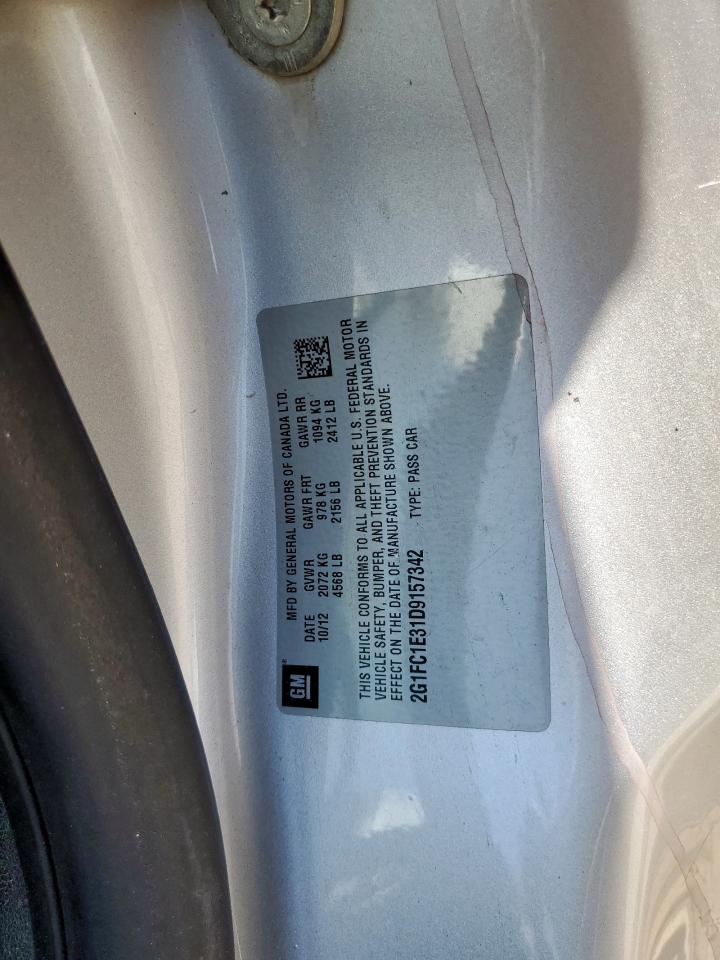 GM®
MFD BY GENERAL MOTORS OF CANADA LTD.
DATE GVWR GAWR FRT GAWR RR
10/12 2072 KG 978 KG 1094 KG
4568 LB 2156 LB 2412 LB
THIS VEHICLE CONFORMS TO ALL APPLICABLE U.S. FEDERAL MOTOR
VEHICLE SAFETY, BUMPER, AND THEFT PREVENTION STANDARDS IN
EFFECT ON THE DATE OF MANUFACTURE SHOWN ABOVE.
2G1FC1E31D9157342 TYPE: PASS CAR